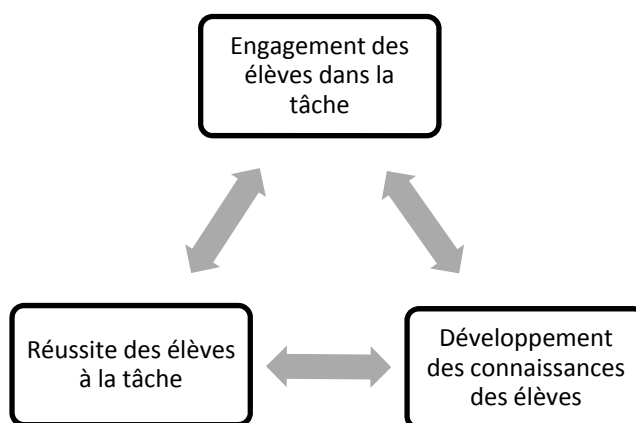 Engagement des
élèves dans la
tâche
Réussite des élèves
à la tâche
Développement
des connaissances
des élèves